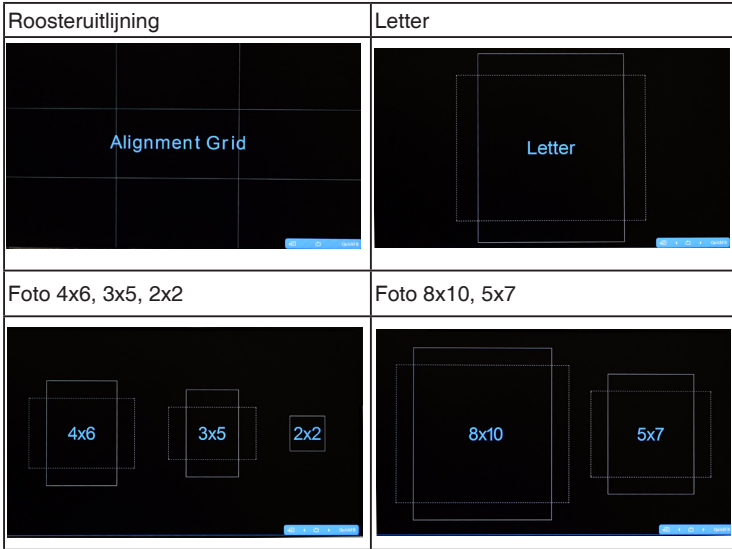 Roosteruitlijning
Letter
Alignment Grid
Letter
Foto 4x6, 3x5, 2x2
Foto 8x10, 5x7
4x6
3x5
2x2
8x10
5x7